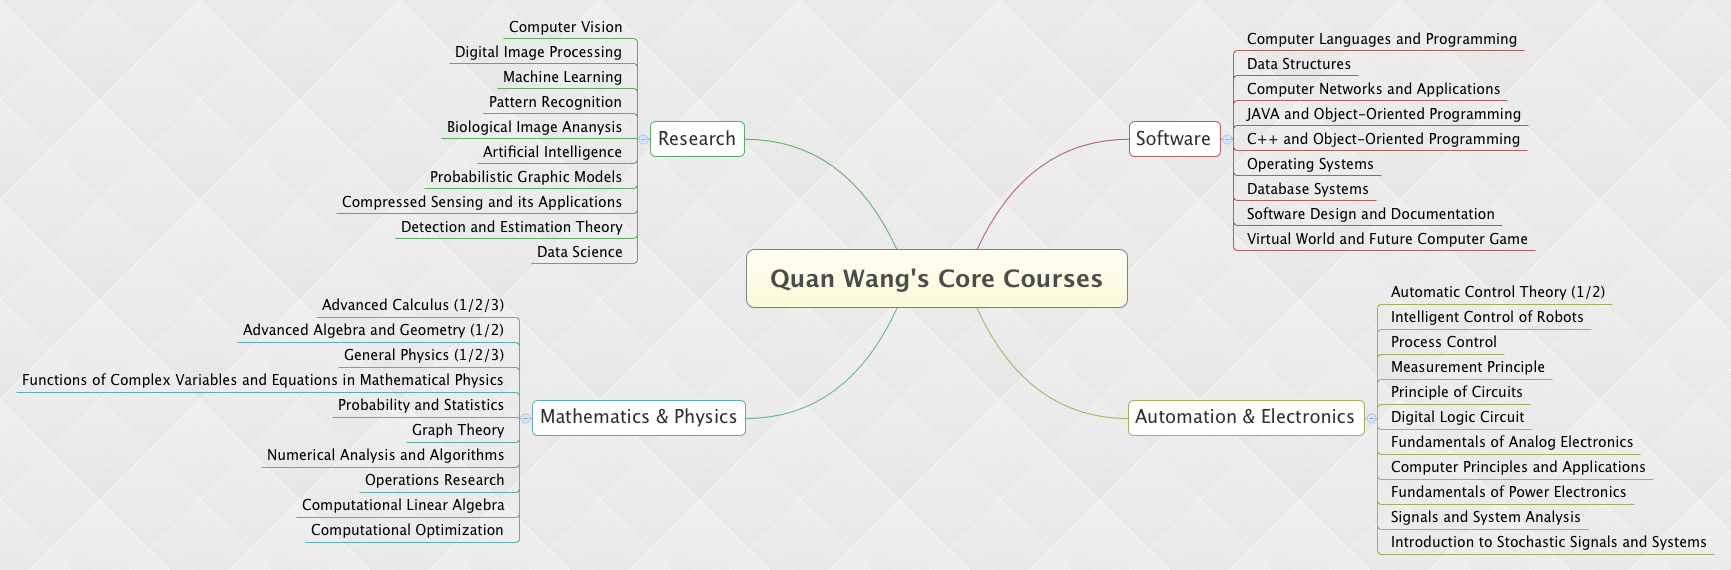 Quan Wang's Core Courses
Research
Computer Vision
Digital Image Processing
Machine Learning
Pattern Recognition
Biological Image Ananysis
Artificial Intelligence
Probabilistic Graphic Models
Compressed Sensing and its Applications
Detection and Estimation Theory
Data Science
Mathematics & Physics
Advanced Calculus (1/2/3)
Advanced Algebra and Geometry (1/2)
General Physics (1/2/3)
Functions of Complex Variables and Equations in Mathematical Physics
Probability and Statistics
Graph Theory
Numerical Analysis and Algorithms
Operations Research
Computational Linear Algebra
Computational Optimization
Software
Computer Languages and Programming
Data Structures
Computer Networks and Applications
JAVA and Object-Oriented Programming
C++ and Object-Oriented Programming
Operating Systems
Database Systems
Software Design and Documentation
Virtual World and Future Computer Game
Automation & Electronics
Automatic Control Theory (1/2)
Intelligent Control of Robots
Process Control
Measurement Principle
Principle of Circuits
Digital Logic Circuit
Fundamentals of Analog Electronics
Computer Principles and Applications
Fundamentals of Power Electronics
Signals and System Analysis
Introduction to Stochastic Signals and Systems